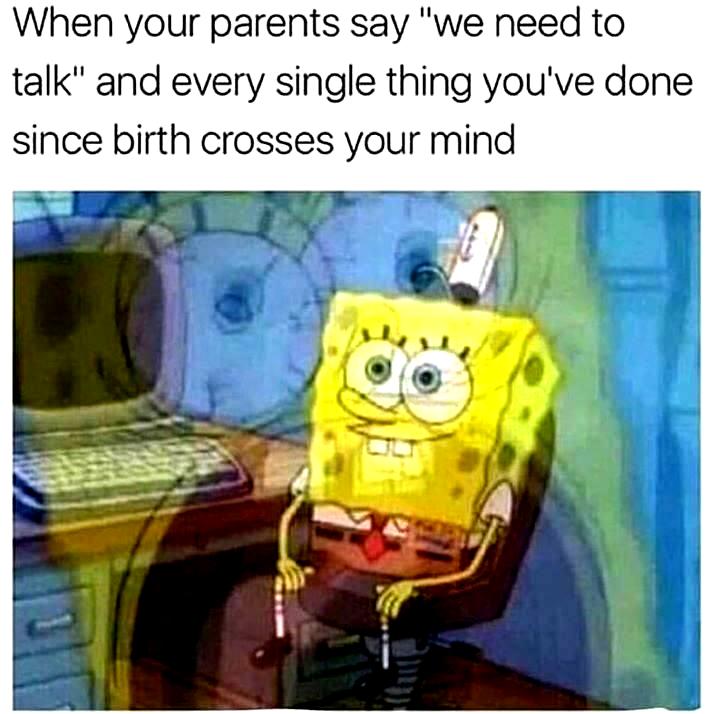 When your parents say "we need to
talk" and every single thing you've done
since birth crosses your mind